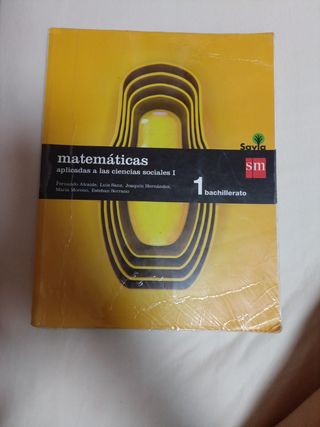 Savia
sm
matemáticas
aplicadas a las ciencias sociales I
Fernando Alcaide, Luis Sanz, Joaquín Hernández,
María Moreno, Esteban Serrano
1 bachillerato